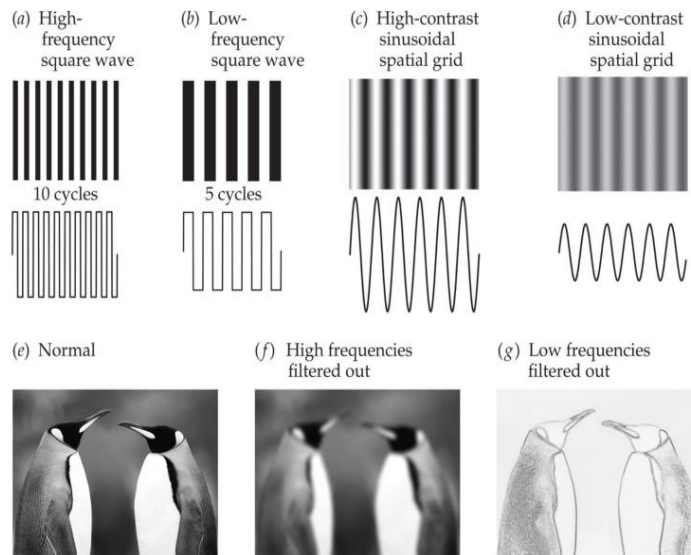 (a) High-
frequency
square wave
(b) Low-
frequency
square wave
(c) High-contrast
sinusoidal
spatial grid
(d) Low-contrast
sinusoidal
spatial grid
10 cycles
5 cycles
(e) Normal
(f) High frequencies
filtered out
(g) Low frequencies
filtered out